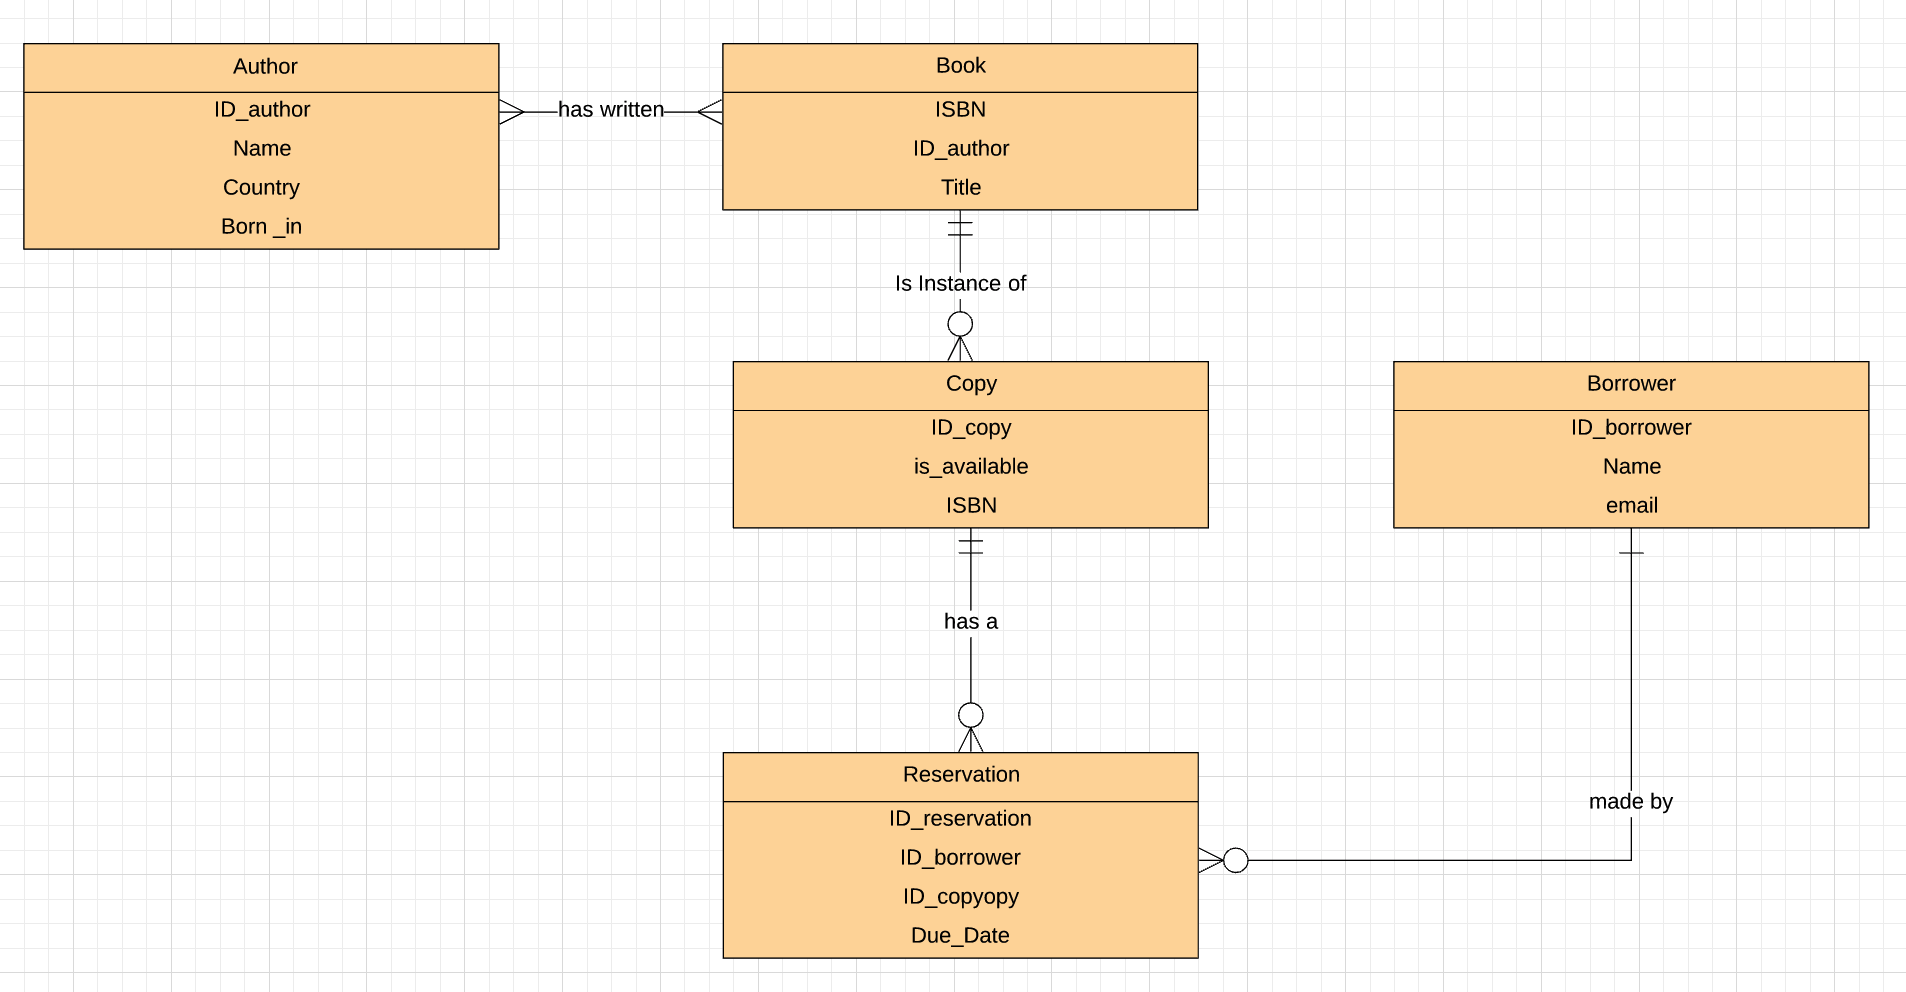 Author
ID_author
Name
Country
Born _in
has written
Book
ISBN
ID_author
Title
Is Instance of
Copy
ID_copy
is_available
ISBN
Borrower
ID_borrower
Name
email
has a
made by
Reservation
ID_reservation
ID_borrower
ID_copyopy
Due_Date